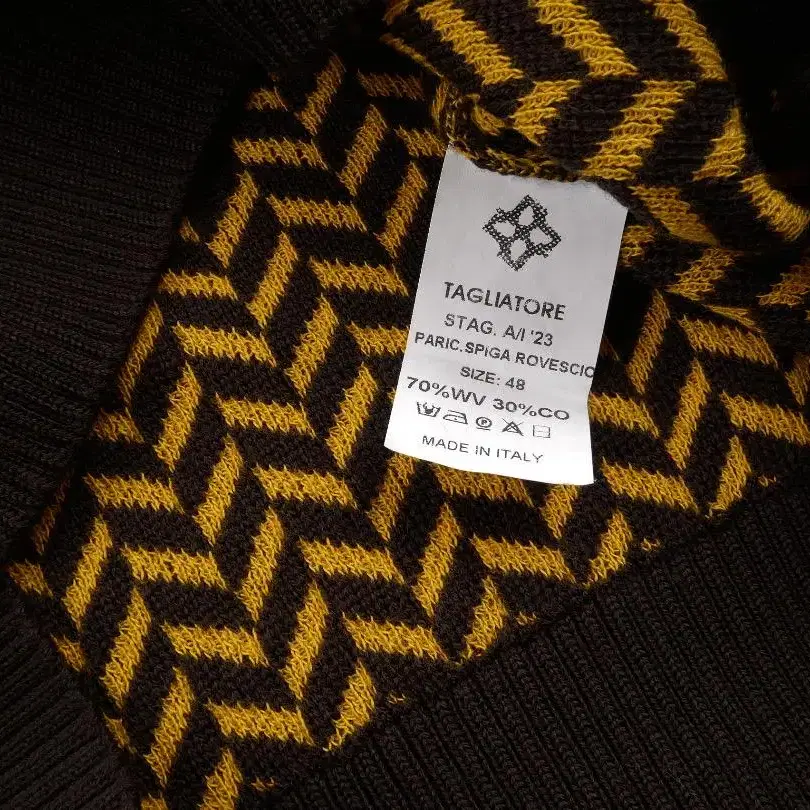 TAGLIATORE
STAG. A/I '23
PARIC.SPIGA ROVESCIO
SIZE: 48
70%WV 30%CO
MADE IN ITALY